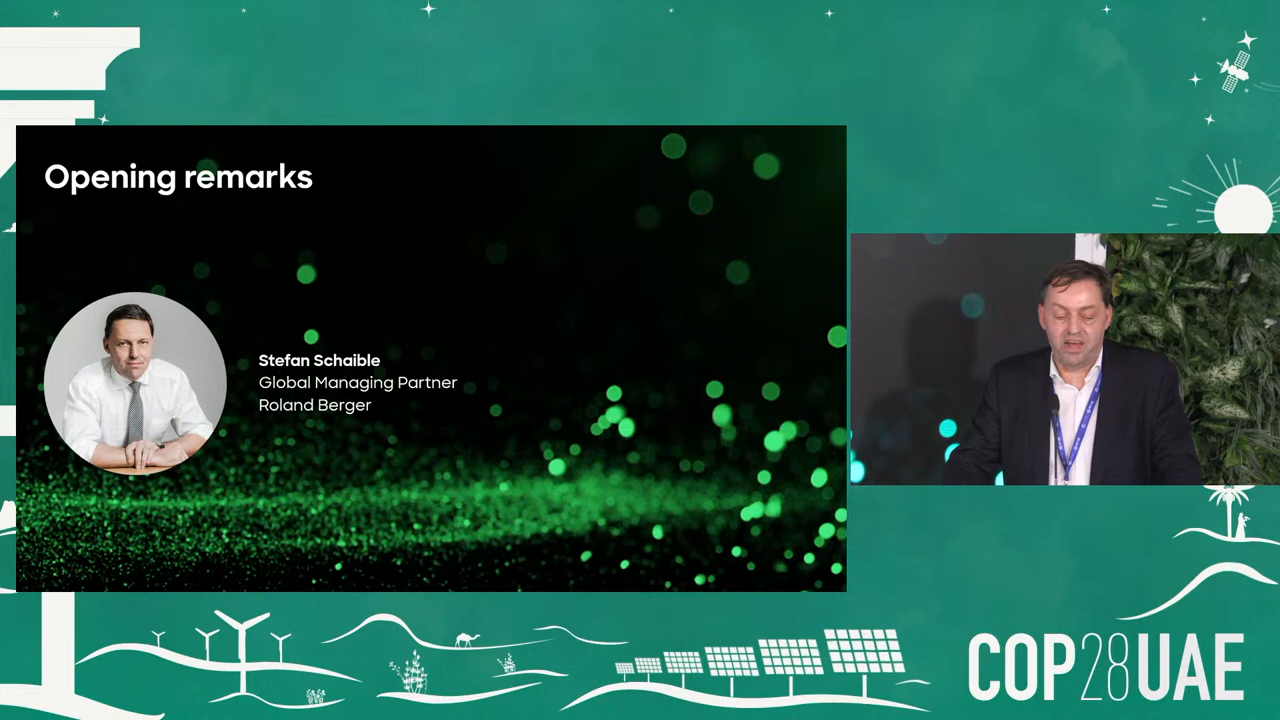 Opening remarks
Stefan Schaible
Global Managing Partner
Roland Berger
COP28UAE